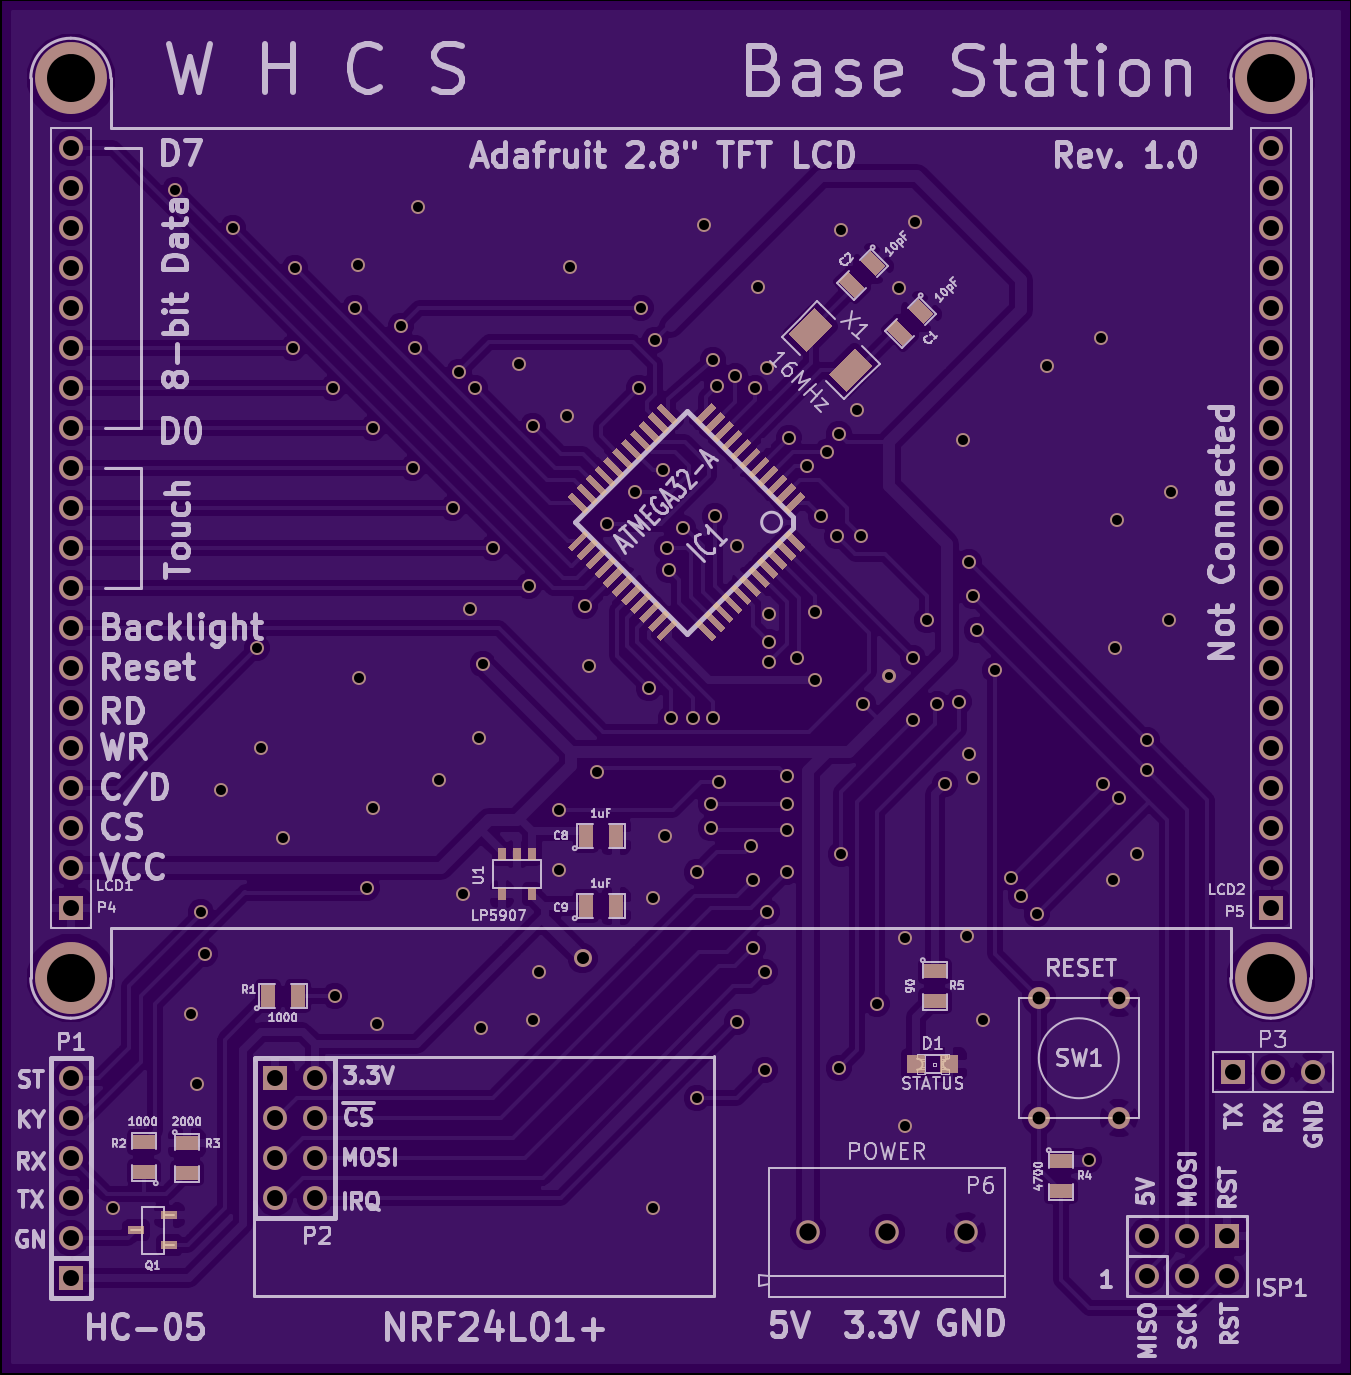 W H C S
Base Station
Adafruit 2.8" TFT LCD
Rev. 1.0
D7
8-bit Data
D0
Touch
Backlight
Reset
RD
WR
C/D
CS
VCC
LCD1
P4
C2
10pF
10pF
C1
X1
16MHz
ATMEGA32-A
IC1
Not Connected
LCD2
P5
1uF
C8
U1
LP5907
1uF
C9
R1
1000
P1
ST
KY
RX
TX
GN
1000
2000
R2
R3
Q1
HC-05
3.3V
CS
MOSI
IRQ
P2
NRF24L01+
90
R5
D1
STATUS
RESET
SW1
4700
R4
P3
TX
RX
GND
POWER
P6
5V 3.3V GND
5V
MOSI
RST
1
ISP1
MISO
SCK
RST